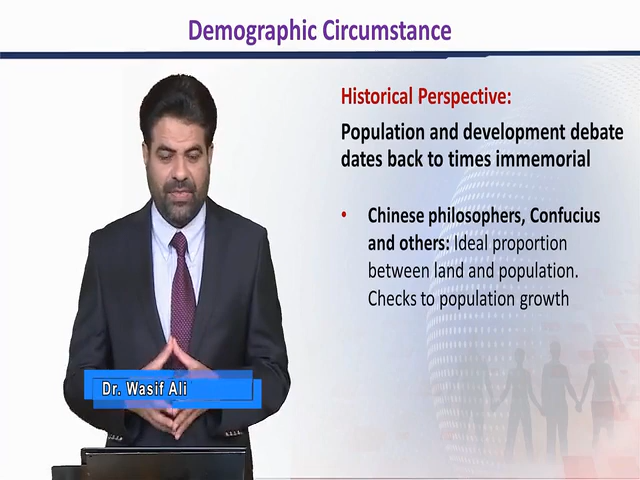 Demographic Circumstance
Historical Perspective:
Population and development debate
dates back to times immemorial
• Chinese philosophers, Confucius
and others: Ideal proportion
between land and population.
Checks to population growth
Dr. Wasif Ali